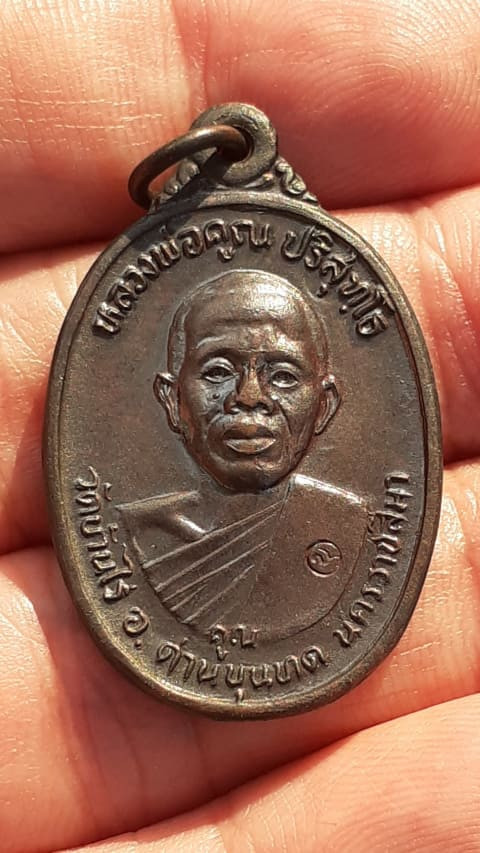 หลวงพ่อคูณ ปริสุทฺโธ
คูณ
วัดบ้านไร่ อ.ด่านขุนทด นครราชสีมา